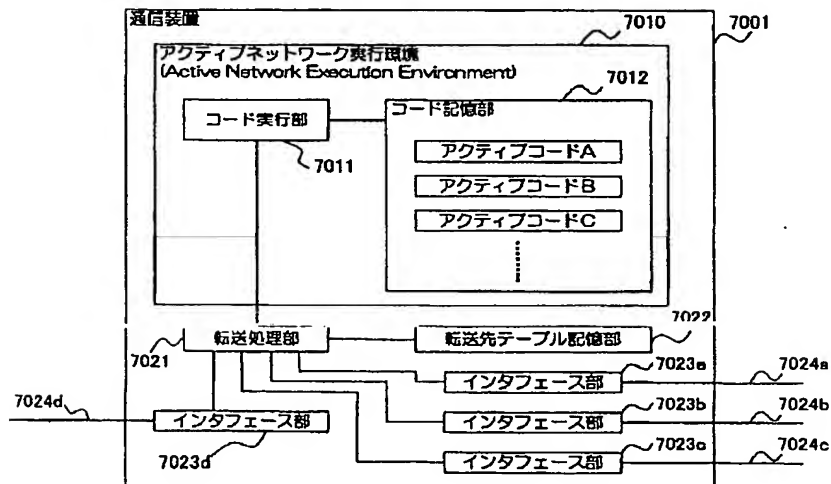 通信装置
7010
7001
アクティブネットワーク実行環境
(Active Network Execution Environment)
7012
コード実行部
コード記憶部
7011
アクティブコードA
アクティブコードB
アクティブコードC
7022
転送処理部
転送先テーブル記憶部
7021
7023a
7024a
インタフェース部
7024d
7023b
7024b
インタフェース部
インタフェース部
7023d
7023c
7024c
インタフェース部